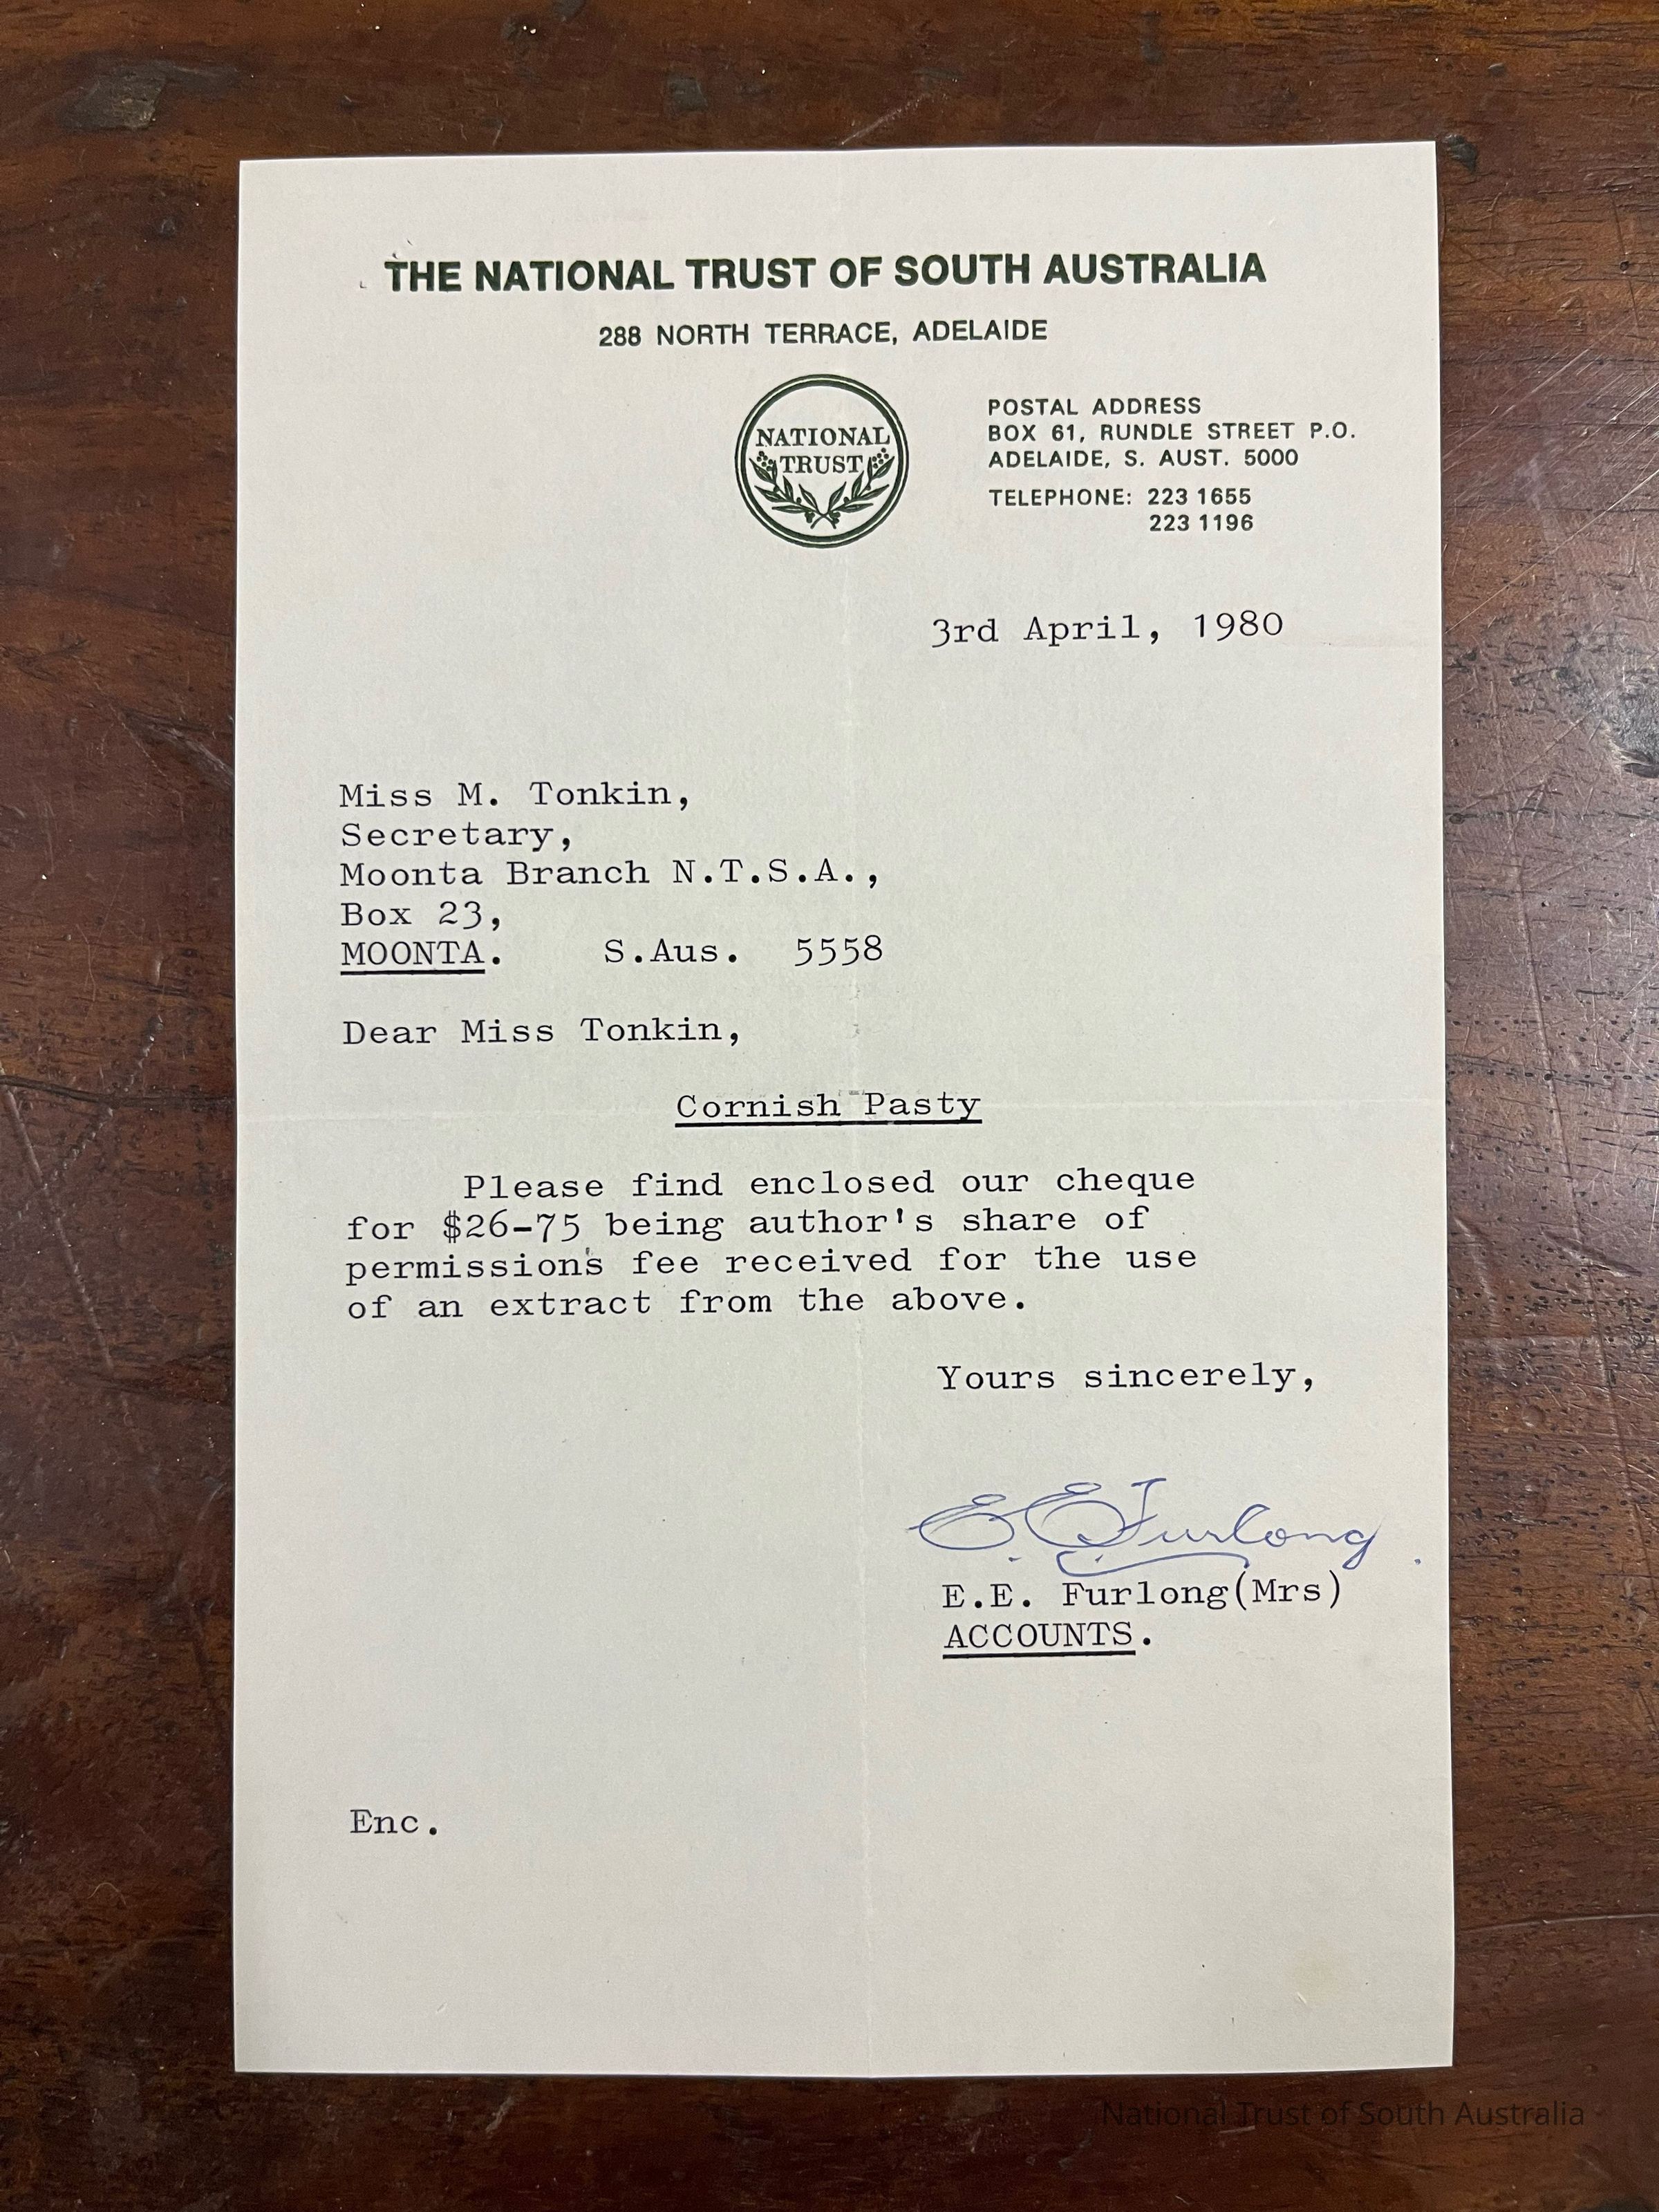 THE NATIONAL TRUST OF SOUTH AUSTRALIA
288 NORTH TERRACE, ADELAIDE
NATIONAL
TRUST
POSTAL ADDRESS
BOX 61, RUNDLE STREET P.O.
ADELAIDE, S. AUST. 5000
TELEPHONE: 223 1655
223 1196
3rd April, 1980
Miss M. Tonkin,
Secretary,
Moonta Branch N.T.S.A.,
Box 23,
MOONTA. S.Aus. 5558
Dear Miss Tonkin,
Cornish Pasty
Please find enclosed our cheque
for $26-75 being author's share of
permission's fee received for the use
of an extract from the above.
Yours sincerely,
E. E. Furlong.
E.E. Furlong(Mrs)
ACCOUNTS.
Enc.
National Trust of South Australia